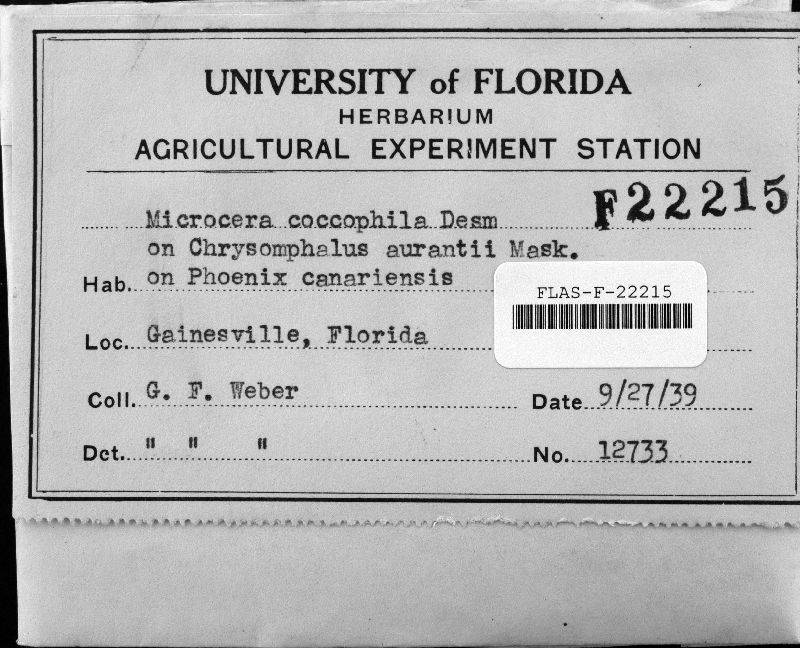 UNIVERSITY of FLORIDA
HERBARIUM
AGRICULTURAL EXPERIMENT STATION
F22215
Microcera coccophila Desm
on Chrysomphalus aurantii Mask.
Hab. on Phoenix canariensis
FLAS-F-22215
Loc. Gainesville, Florida
Coll. G. F. Weber Date 9/27/39
Det. " " " No. 12733